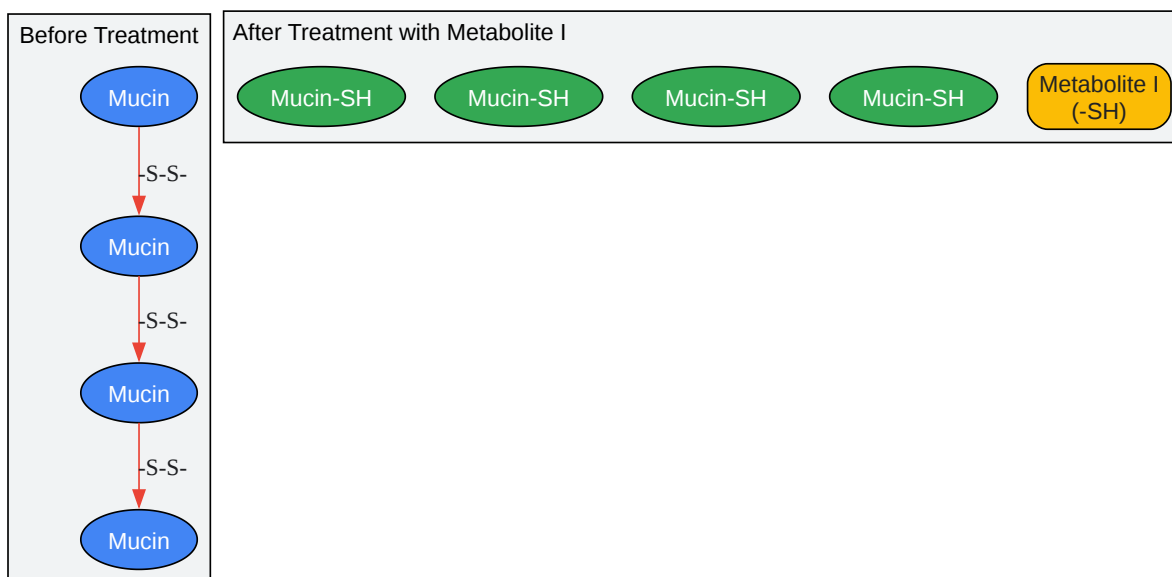 Before Treatment
Mucin
-S-S-
Mucin
-S-S-
Mucin
-S-S-
Mucin
After Treatment with Metabolite I
Mucin-SH
Mucin-SH
Mucin-SH
Mucin-SH
Metabolite I
(-SH)